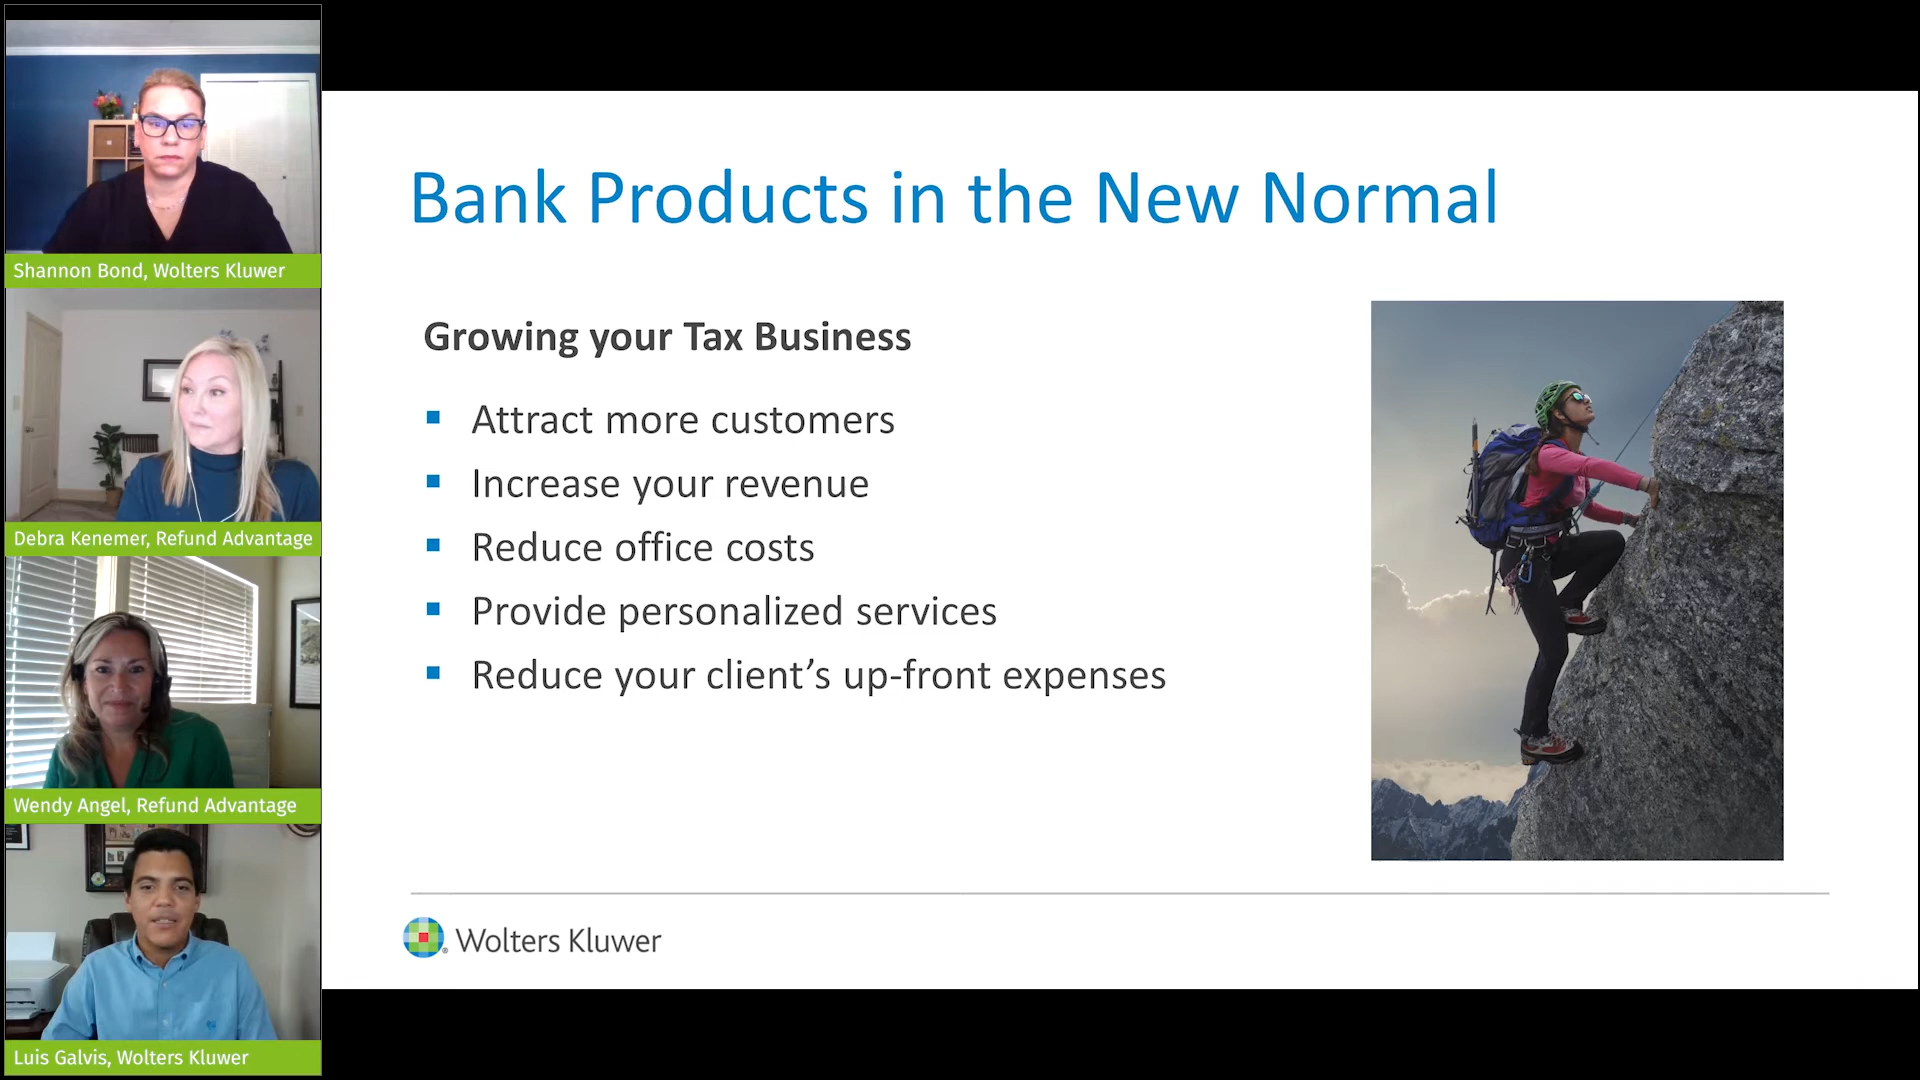 Shannon Bond, Wolters Kluwer
Debra Kenemer, Refund Advantage
Wendy Angel, Refund Advantage
Luis Galvis, Wolters Kluwer
Bank Products in the New Normal
Growing your Tax Business
▪ Attract more customers
▪ Increase your revenue
▪ Reduce office costs
▪ Provide personalized services
▪ Reduce your client’s up-front expenses
® Wolters Kluwer